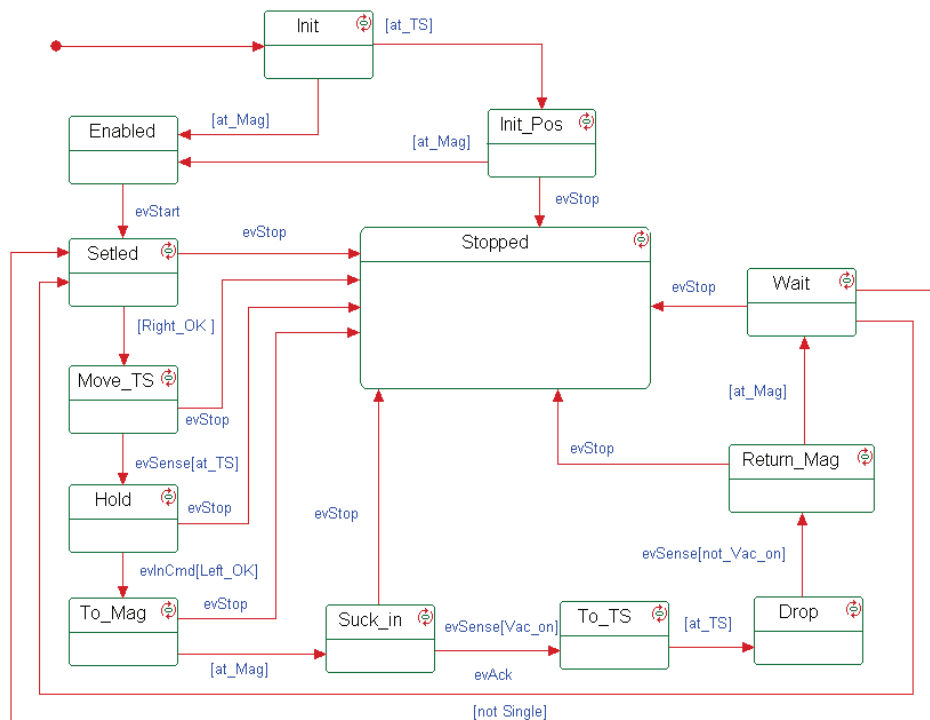 Init
[at_TS]
[at_Mag]
Enabled
Init_Pos
[at_Mag]
evStart
evStop
Setled
evStop
Stopped
Wait
evStop
[Right_OK ]
Move_TS
evStop
[at_Mag]
evSense[at_TS]
evStop
Return_Mag
Hold
evStop
evStop
evSense[not_Vac_on]
evInCmd[Left_OK]
To_Mag
evStop
Suck_in
evSense[Vac_on]
To_TS
[at_TS]
Drop
[at_Mag]
evAck
[not Single]